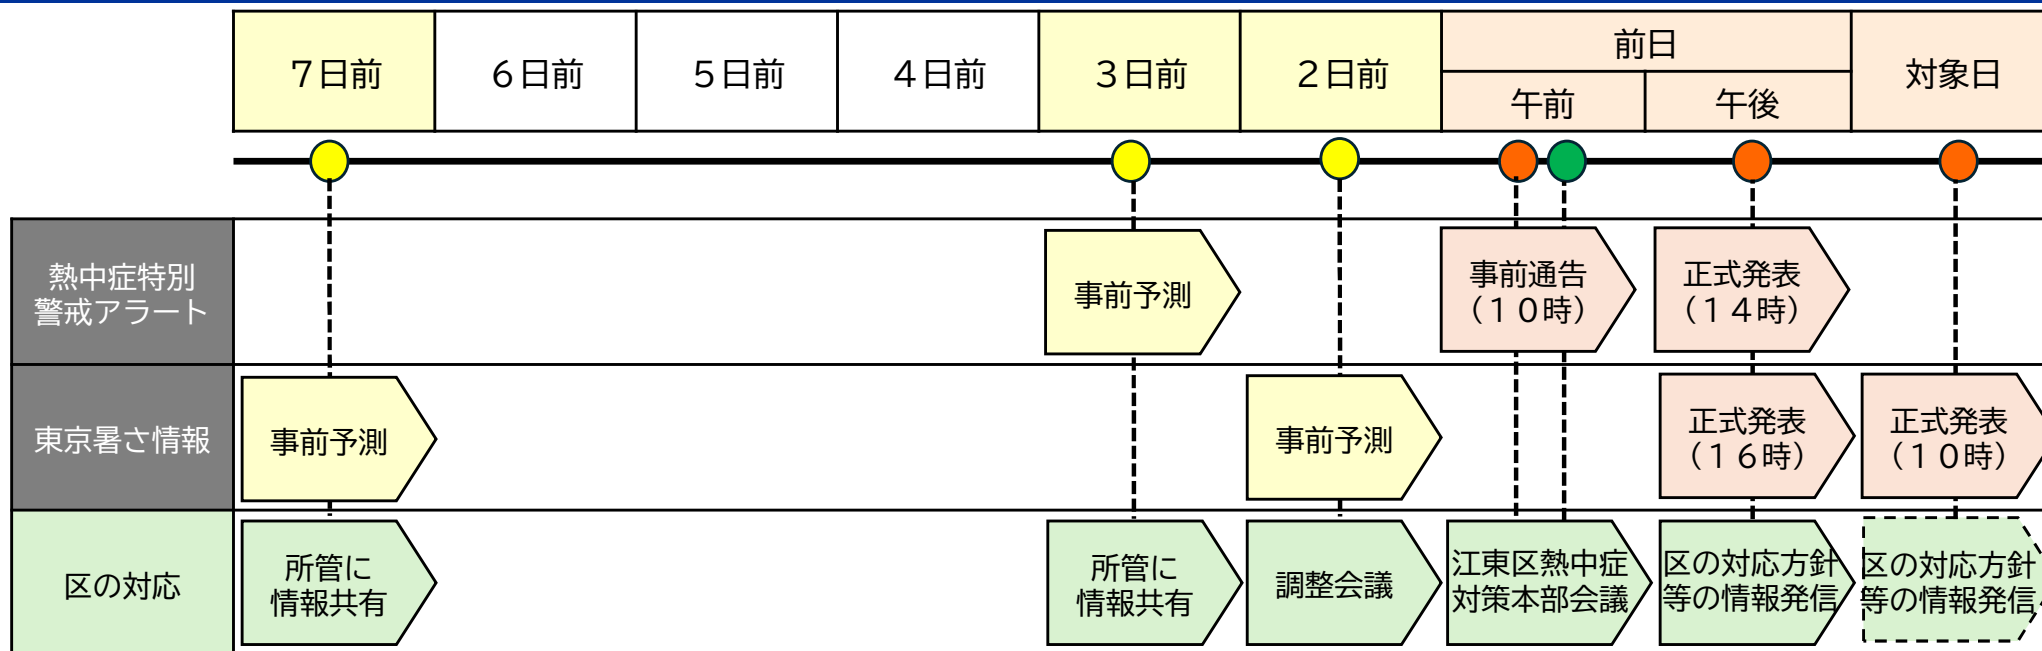 ７日前
６日前
５日前
４日前
３日前
２日前
前日
午前
午後
対象日
熱中症特別
警戒アラート
事前予測
事前通告
（１０時）
正式発表
（１４時）
東京暑さ情報
事前予測
事前予測
正式発表
（１６時）
正式発表
（１０時）
区の対応
所管に
情報共有
所管に
情報共有
調整会議
江東区熱中症
対策本部会議
区の対応方針
等の情報発信
区の対応方針
等の情報発信